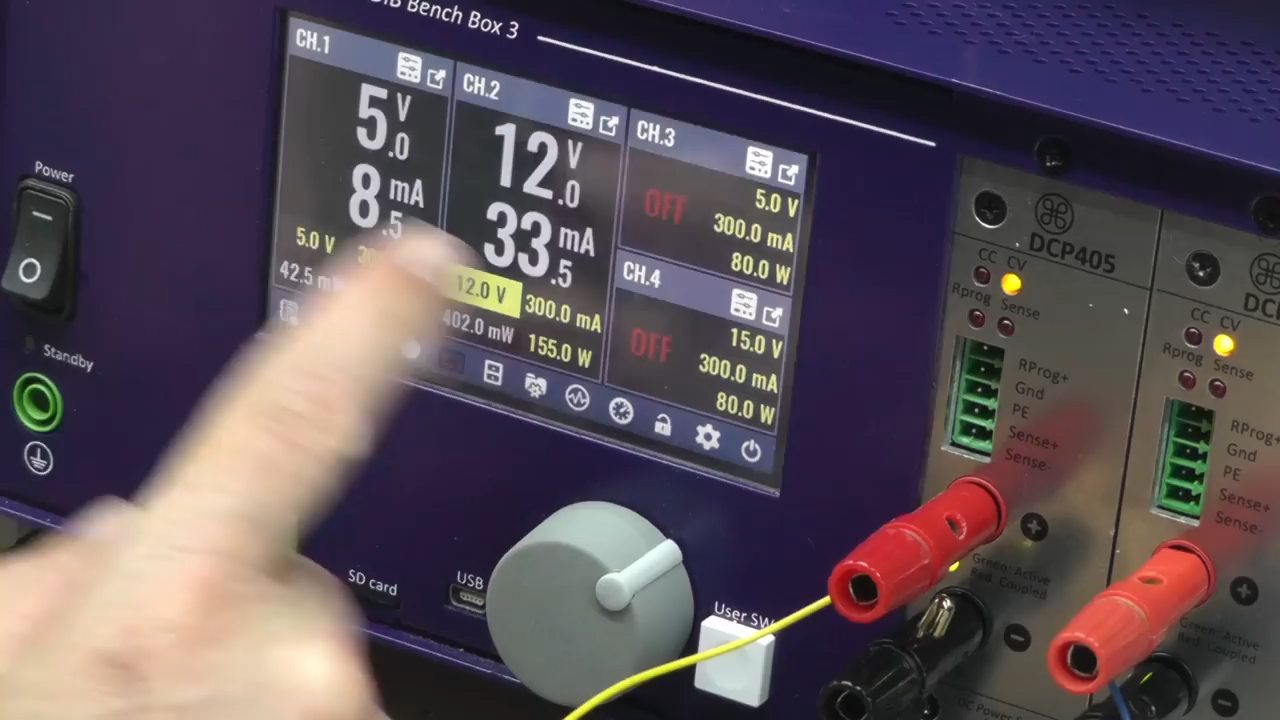 Bench Box 3
CH.1
5.0 V
8.5 mA
5.0 V
42.5
CH.2
12.0 V
33.5 mA
12.0 V
300.0 mA
402.0 mW
155.0 W
CH.3
OFF
5.0 V
300.0 mA
80.0 W
CH.4
OFF
15.0 V
300.0 mA
80.0 W
Power
Standby
SD card
USB
User SW
DCP405
CC CV
Rprog Sense
RProg+
Gnd
PE
Sense+
Sense-
Green: Active
Red: Coupled
DC Power
CC CV
Rprog Sense
RProg+
Gnd
PE
Sense+
Sense-
Green: Active
Red: Coupled